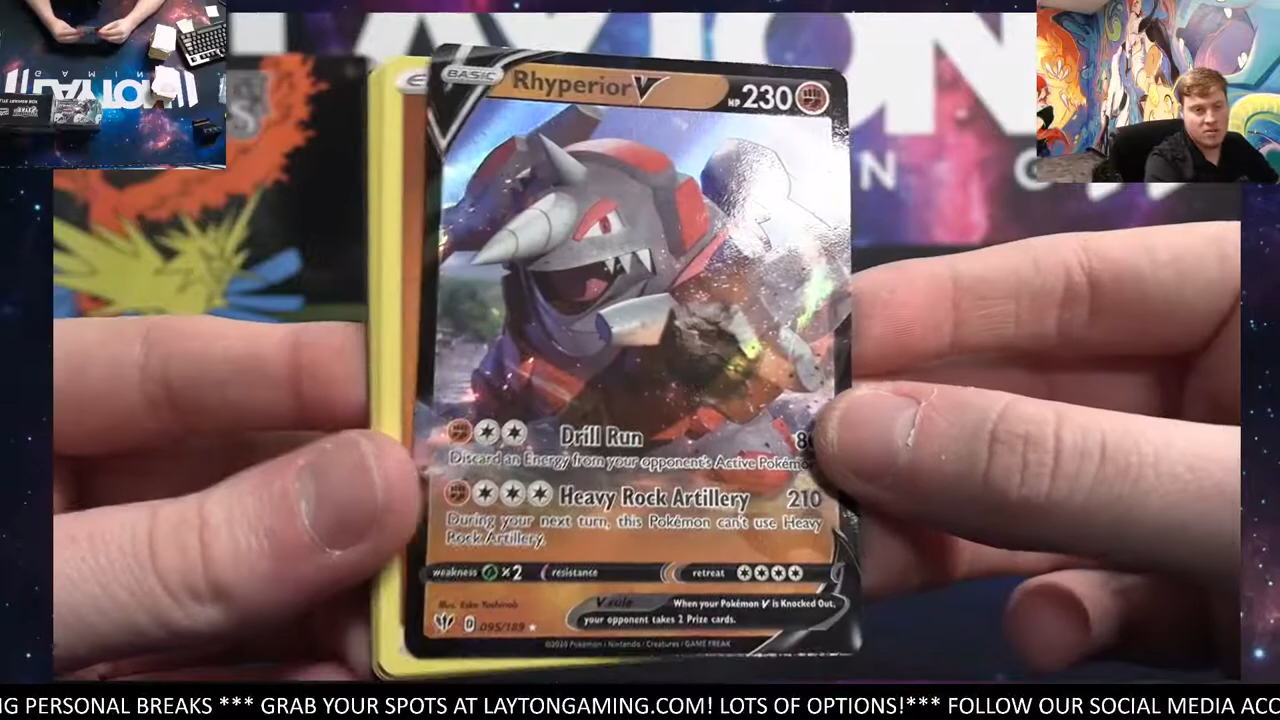 LAYTON
GAMIN
NG
BASIC
Rhyperior V
HP 230
Drill Run
Discard an Energy from your opponent's Active
Heavy Rock Artillery 210
During your next turn, this Pokémon can't use Heavy
Rock Artillery.
weakness ×2 resistance retreat
V rule When your Pokémon V is Knocked Out,
your opponent takes 2 Prize cards.
Illus. Eske Yoshinob
D 095/189
©2020 Pokémon / Nintendo / Creatures / GAME FREAK
NG PERSONAL BREAKS *** GRAB YOUR SPOTS AT LAYTONGAMING.COM! LOTS OF OPTIONS!*** FOLLOW OUR SOCIAL MEDIA ACC